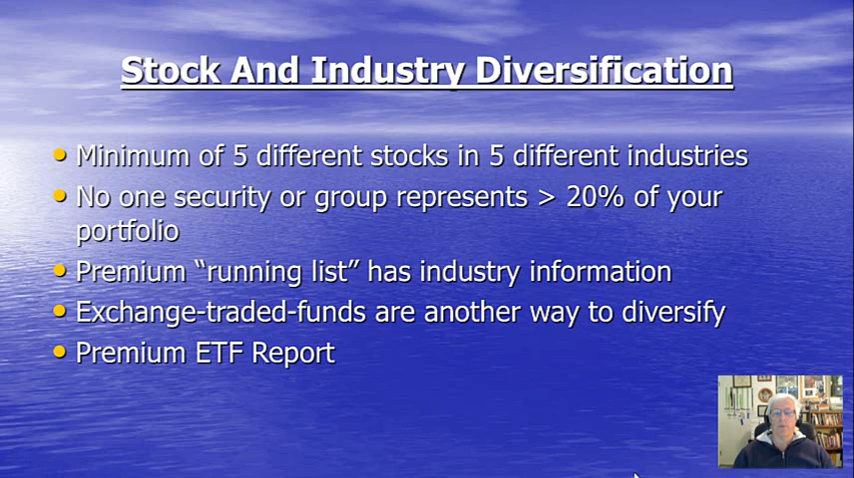 Stock And Industry Diversification
Minimum of 5 different stocks in 5 different industries
No one security or group represents > 20% of your
portfolio
Premium “running list” has industry information
Exchange-traded-funds are another way to diversify
Premium ETF Report